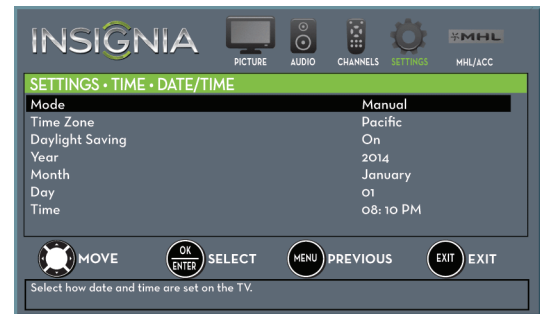 INSIGNIA
PICTURE AUDIO CHANNELS SETTINGS MHL MHL/ACC
SETTINGS • TIME • DATE/TIME
Mode Manual
Time Zone Pacific
Daylight Saving On
Year 2014
Month January
Day 01
Time 08: 10 PM
MOVE OK ENTER SELECT MENU PREVIOUS EXIT EXIT
Select how date and time are set on the TV.